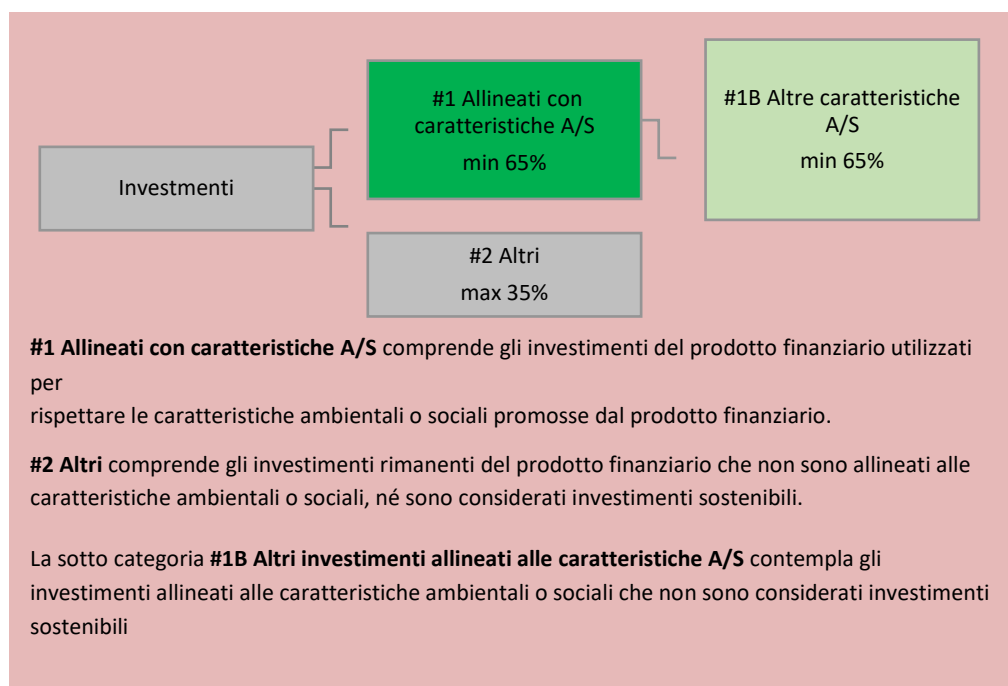 #1 Allineati con
caratteristiche A/S
min 65%
#1B Altre caratteristiche
A/S
min 65%
Investmenti
#2 Altri
max 35%
#1 Allineati con caratteristiche A/S comprende gli investimenti del prodotto finanziario utilizzati
per
rispettare le caratteristiche ambientali o sociali promosse dal prodotto finanziario.
#2 Altri comprende gli investimenti rimanenti del prodotto finanziario che non sono allineati alle
caratteristiche ambientali o sociali, né sono considerati investimenti sostenibili.
La sotto categoria #1B Altri investimenti allineati alle caratteristiche A/S contempla gli
investimenti allineati alle caratteristiche ambientali o sociali che non sono considerati investimenti
sostenibili